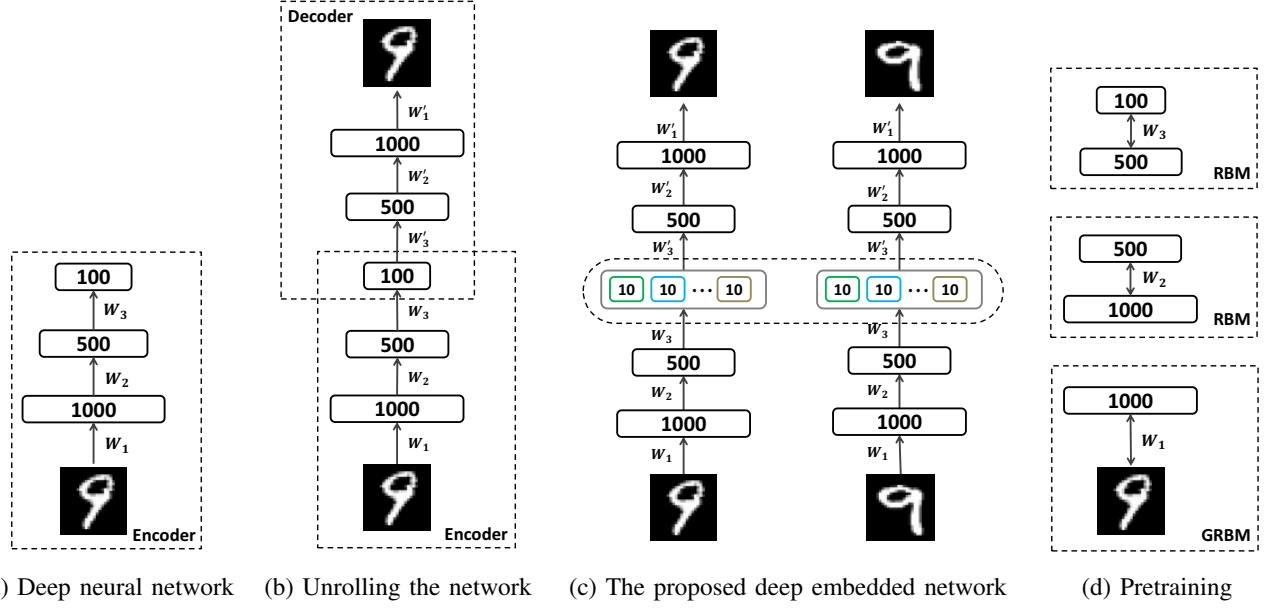 Decoder
W′₁
1000
W′₂
500
W′₃
100
W₃
500
W₂
1000
W₁
Encoder
100
W₃
500
W₂
1000
W₁
Encoder
W′₁
1000
W′₂
500
W′₃
10 10 ··· 10
W₃
500
W₂
1000
W₁
W′₁
1000
W′₂
500
W′₃
10 10 ··· 10
W₃
500
W₂
1000
W₁
100
W₃
500
RBM
500
W₂
1000
RBM
1000
W₁
GRBM
) Deep neural network
(b) Unrolling the network
(c) The proposed deep embedded network
(d) Pretraining